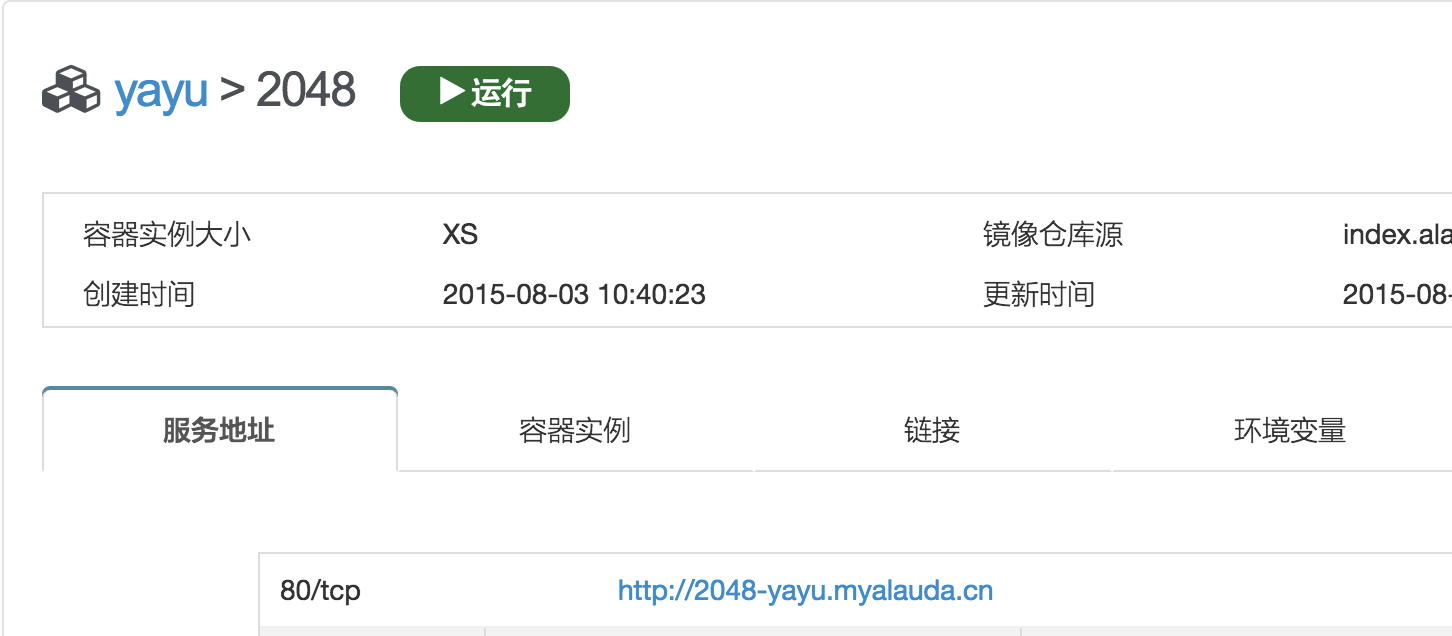 yayu > 2048 运行
容器实例大小 XS 镜像仓库源 index.ala
创建时间 2015-08-03 10:40:23 更新时间 2015-08-
服务地址 容器实例 链接 环境变量
80/tcp http://2048-yayu.myalauda.cn